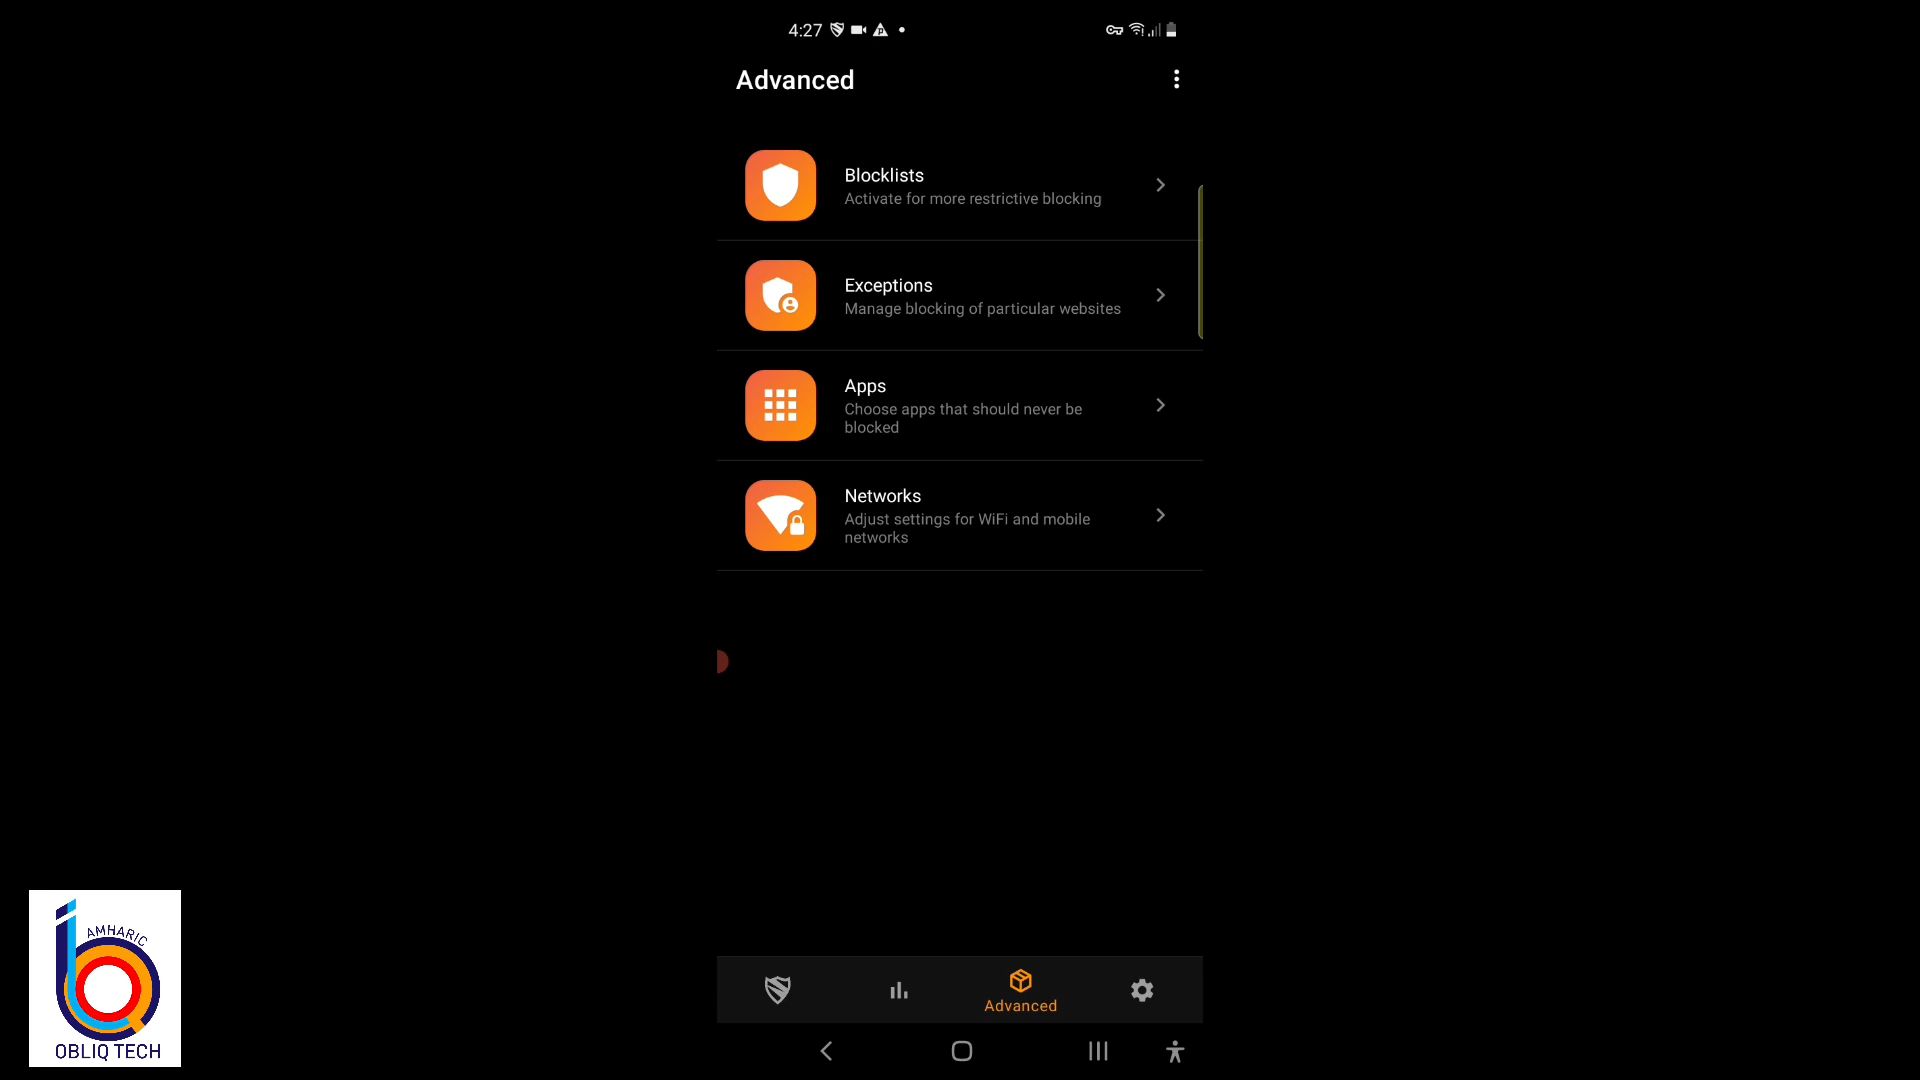 4:27
Advanced
Blocklists
Activate for more restrictive blocking
Exceptions
Manage blocking of particular websites
Apps
Choose apps that should never be
blocked
Networks
Adjust settings for WiFi and mobile
networks
Advanced
AMHARIC
OBLIQ TECH